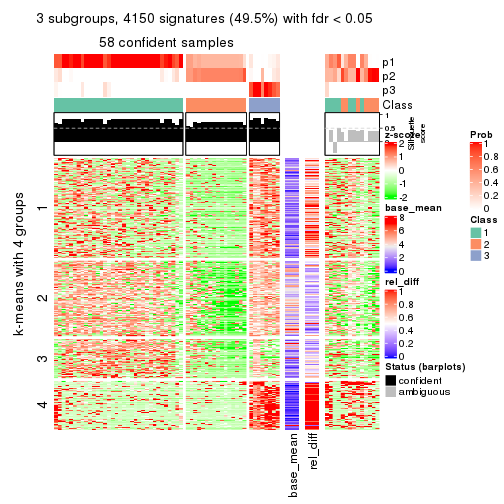 3 subgroups, 4150 signatures (49.5%) with fdr < 0.05
58 confident samples
p1
p2
p3
Class
1
0.5
0
Silhouette
score
k-means with 4 groups
1
2
3
4
base_mean
rel_diff
z-score
2
1
0
-1
-2
base_mean
8
6
4
2
0
rel_diff
1
0.8
0.6
0.4
0.2
0
Status (barplots)
confident
ambiguous
Prob
1
0.8
0.6
0.4
0.2
0
Class
1
2
3